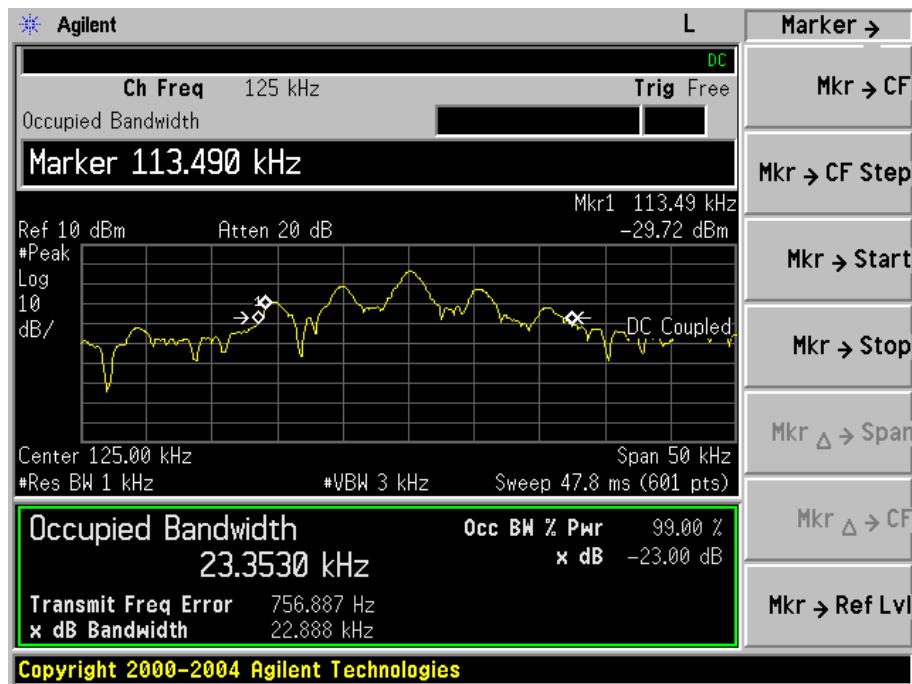 Agilent L Marker →
DC
Ch Freq 125 kHz Trig Free
Occupied Bandwidth
Marker 113.490 kHz
Mkr1 113.49 kHz
Ref 10 dBm Atten 20 dB -29.72 dBm
#Peak
Log
10
dB/
1
DC Coupled
Center 125.00 kHz Span 50 kHz
#Res BW 1 kHz #VBW 3 kHz Sweep 47.8 ms (601 pts)
Occupied Bandwidth Occ BW % Pwr 99.00 %
23.3530 kHz x dB -23.00 dB
Transmit Freq Error 756.887 Hz
x dB Bandwidth 22.888 kHz
Copyright 2000-2004 Agilent Technologies
Mkr → CF
Mkr → CF Step
Mkr → Start
Mkr → Stop
Mkr △ → Span
Mkr △ → CF
Mkr → Ref Lvl